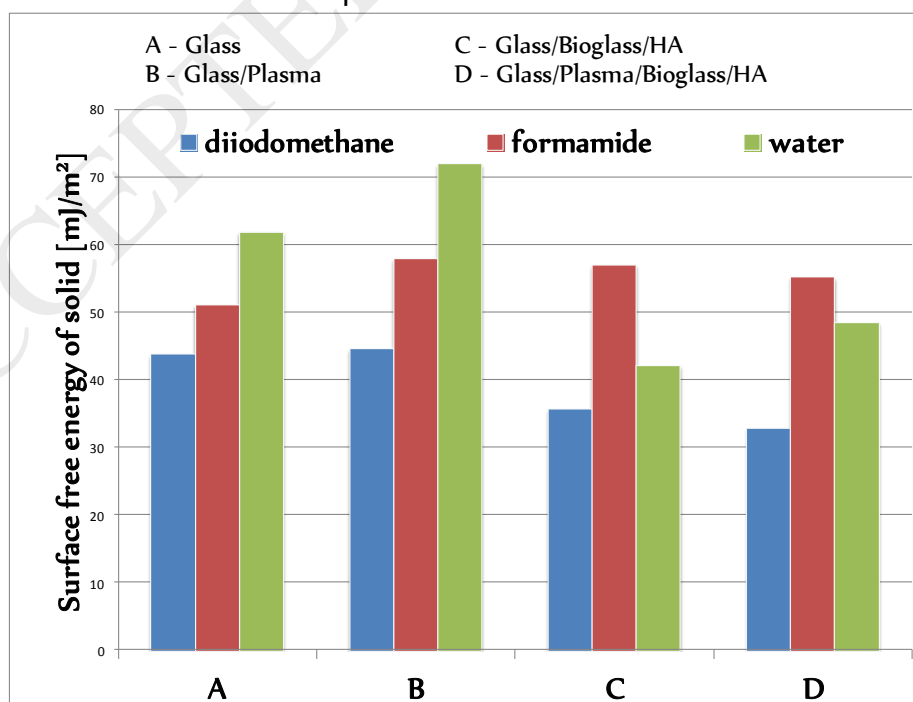 A - Glass
B - Glass/Plasma
C - Glass/Bioglass/HA
D - Glass/Plasma/Bioglass/HA
diiodomethane
formamide
water
Surface free energy of solid [mJ/m²]
80
70
60
50
40
30
20
10
0
A
B
C
D